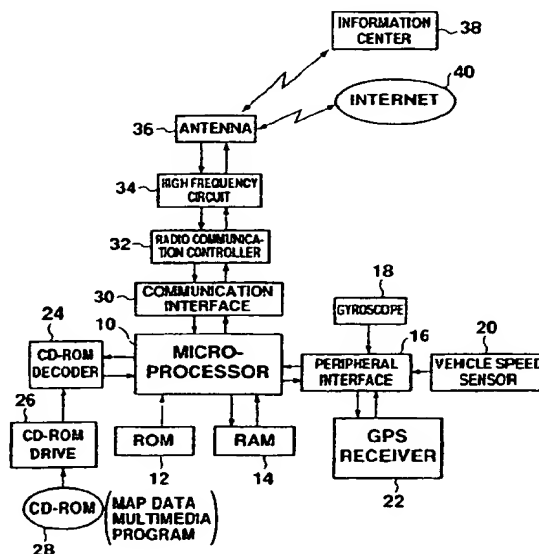 INFORMATION
CENTER
38
40
INTERNET
36
ANTENNA
34
HIGH FREQUENCY
CIRCUIT
32
RADIO COMMUNICA-
TION CONTROLLER
30
COMMUNICATION
INTERFACE
18
GYROSCOPE
10
24
MICRO-
PROCESSOR
16
20
CD-ROM
DECODER
PERIPHERAL
INTERFACE
VEHICLE SPEED
SENSOR
26
CD-ROM
DRIVE
ROM
RAM
GPS
RECEIVER
12
14
22
CD-ROM
28
(MAP DATA
MULTIMEDIA
PROGRAM)